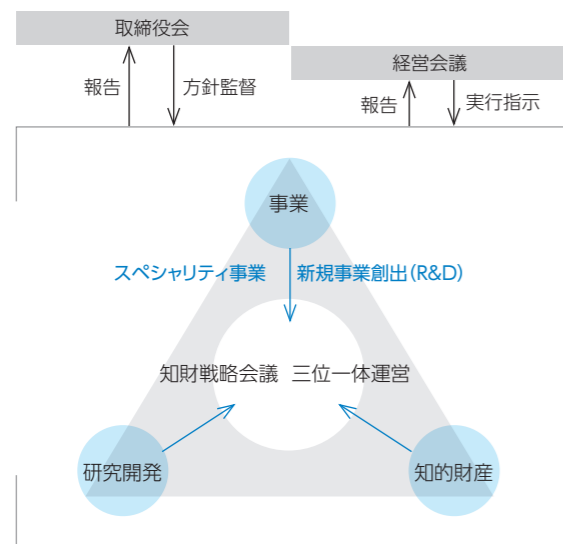 取締役会
経営会議
報告
方針監督
報告
実行指示
事業
スペシャリティ事業
新規事業創出(R&D)
知財戦略会議 三位一体運営
研究開発
知的財産